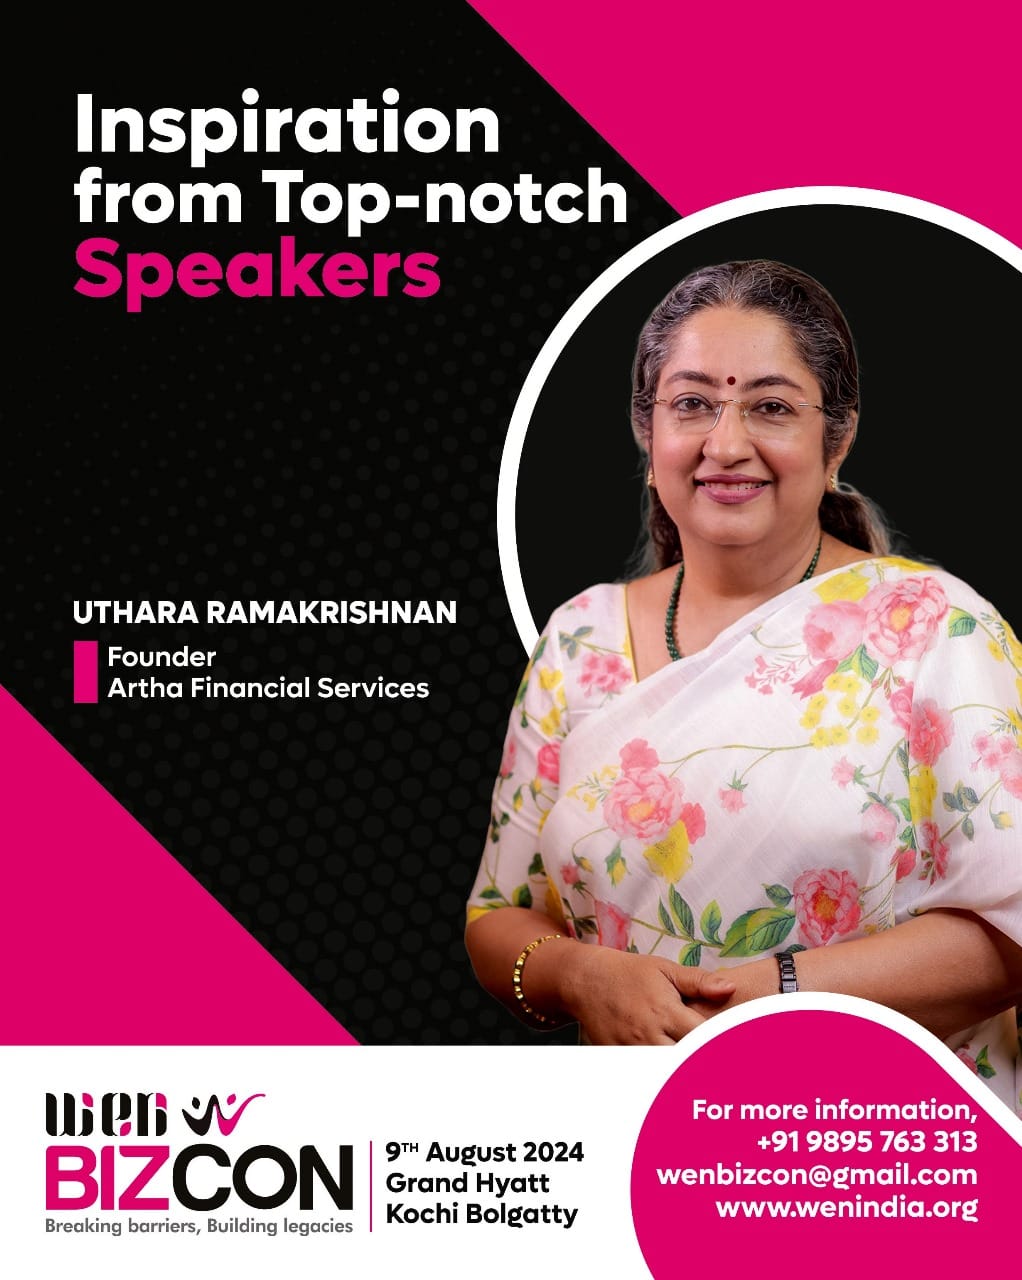 Inspiration
from Top-notch
Speakers
UTHARA RAMAKRISHNAN
Founder
Artha Financial Services
wen
BIZCON
Breaking barriers, Building legacies
9TH August 2024
Grand Hyatt
Kochi Bolgatty
For more information,
+91 9895 763 313
wenbizcon@gmail.com
www.wenindia.org